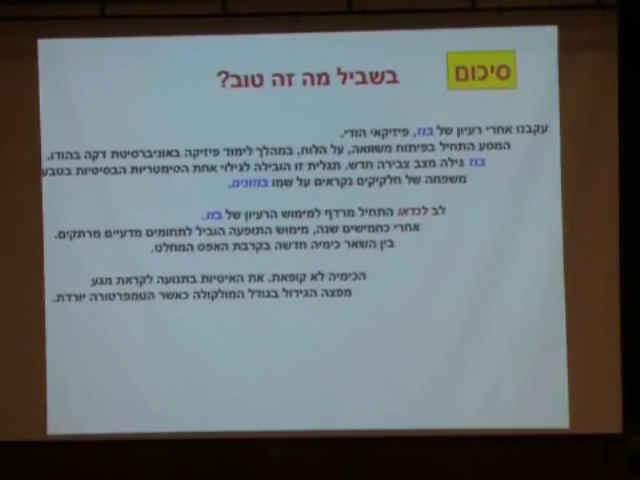 סיכום
בשביל מה זה טוב?
עקבנו אחרי רעיון של בוז, פיזיקאי הודי.
המסע התחיל בפיתוח משוואה, על הלוח, במהלך לימוד פיזיקה באוניברסיטת דקה בהודו.
בוז גילה מצב צבירה חדש. תגלית זו הובילה לגילוי אחת הסימטריות הבסיסיות בטבע
משפחה של חלקיקים נקראים על שמו בוזונים.
לב לנדאו התחיל מרדף למימוש הרעיון של בוז.
אחרי כחמישים שנה, מימוש התופעה הוביל לתחומים מדעיים מרתקים.
בין השאר כימיה חדשה בקרבת האפס המחלט.
הכימיה לא קופאת. את האיטיות בתנועה לקראת מגע
מפצה הגידול בגודל המולקולה כאשר הטמפרטורה יורדת.